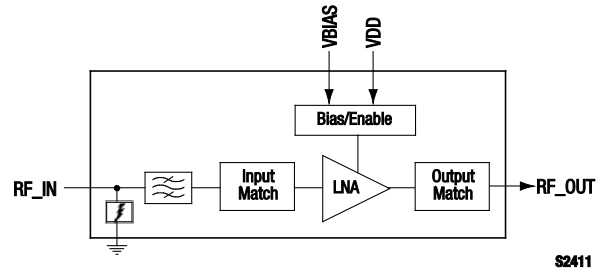 VBIAS
VDD
Bias/Enable
RF_IN
Input
Match
LNA
Output
Match
RF_OUT
S2411